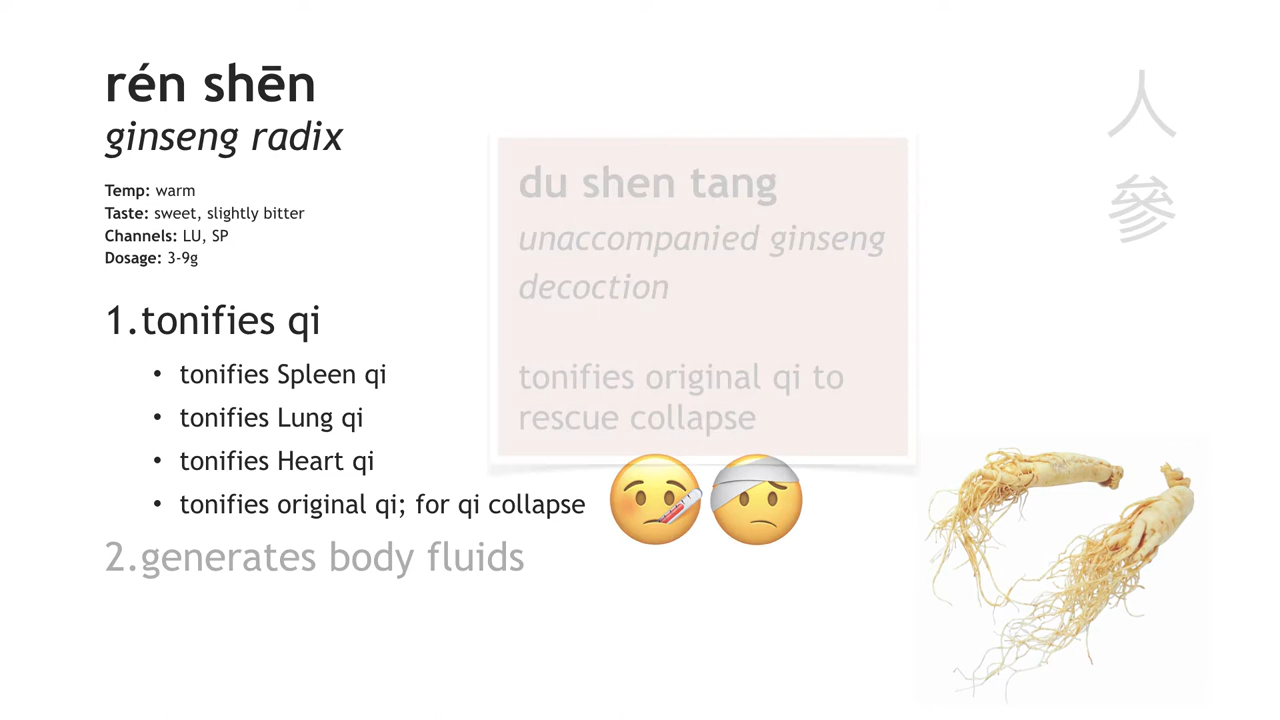 rén shēn
ginseng radix
Temp: warm
Taste: sweet, slightly bitter
Channels: LU, SP
Dosage: 3-9g
1.tonifies qi
• tonifies Spleen qi
• tonifies Lung qi
• tonifies Heart qi
• tonifies original qi; for qi collapse
2.generates body fluids
du shen tang
unaccompanied ginseng
decoction
tonifies original qi to
rescue collapse
人
參